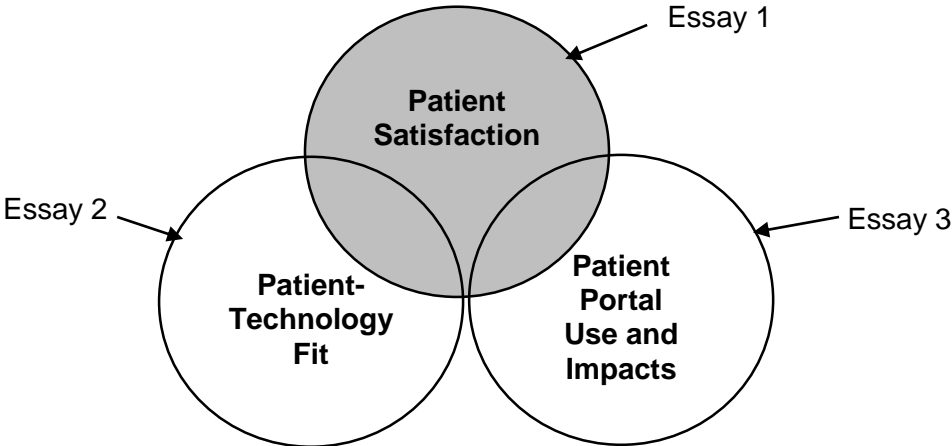 Essay 1
Patient
Satisfaction
Essay 2
Essay 3
Patient-
Technology
Fit
Patient
Portal
Use and
Impacts